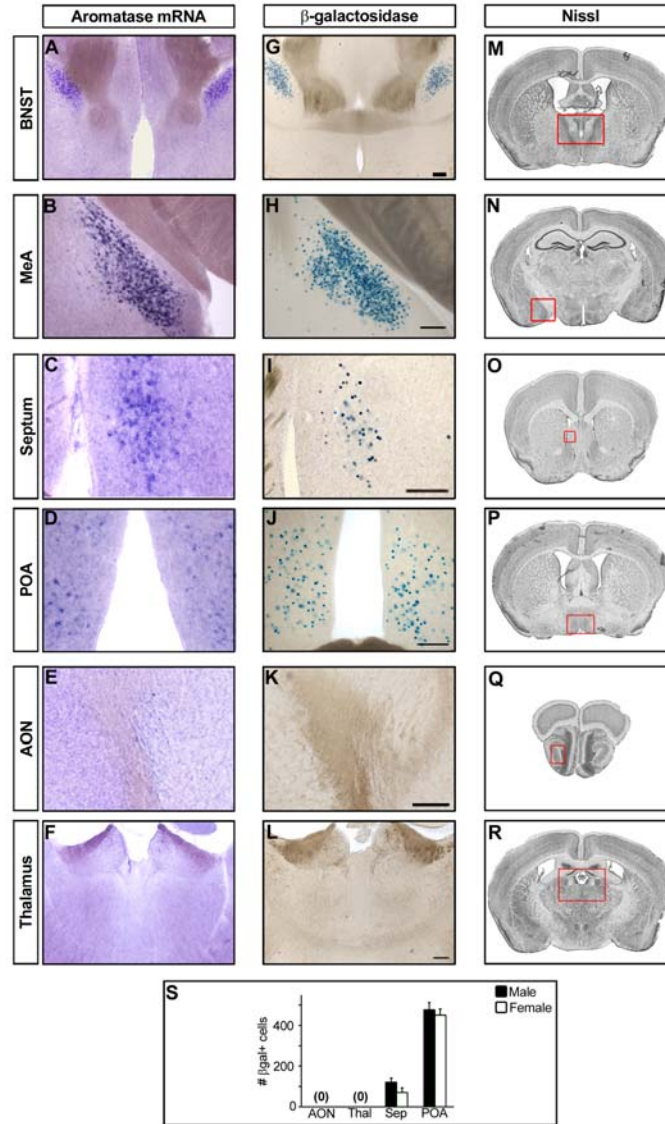 Aromatase mRNA
β-galactosidase
Nissl
BNST
A
G
M
MeA
B
H
N
Septum
C
I
O
POA
D
J
P
AON
E
K
Q
Thalamus
F
L
R
S
Male
Female
# βgal+ cells
400
200
0
(0) (0)
AON Thal Sep POA